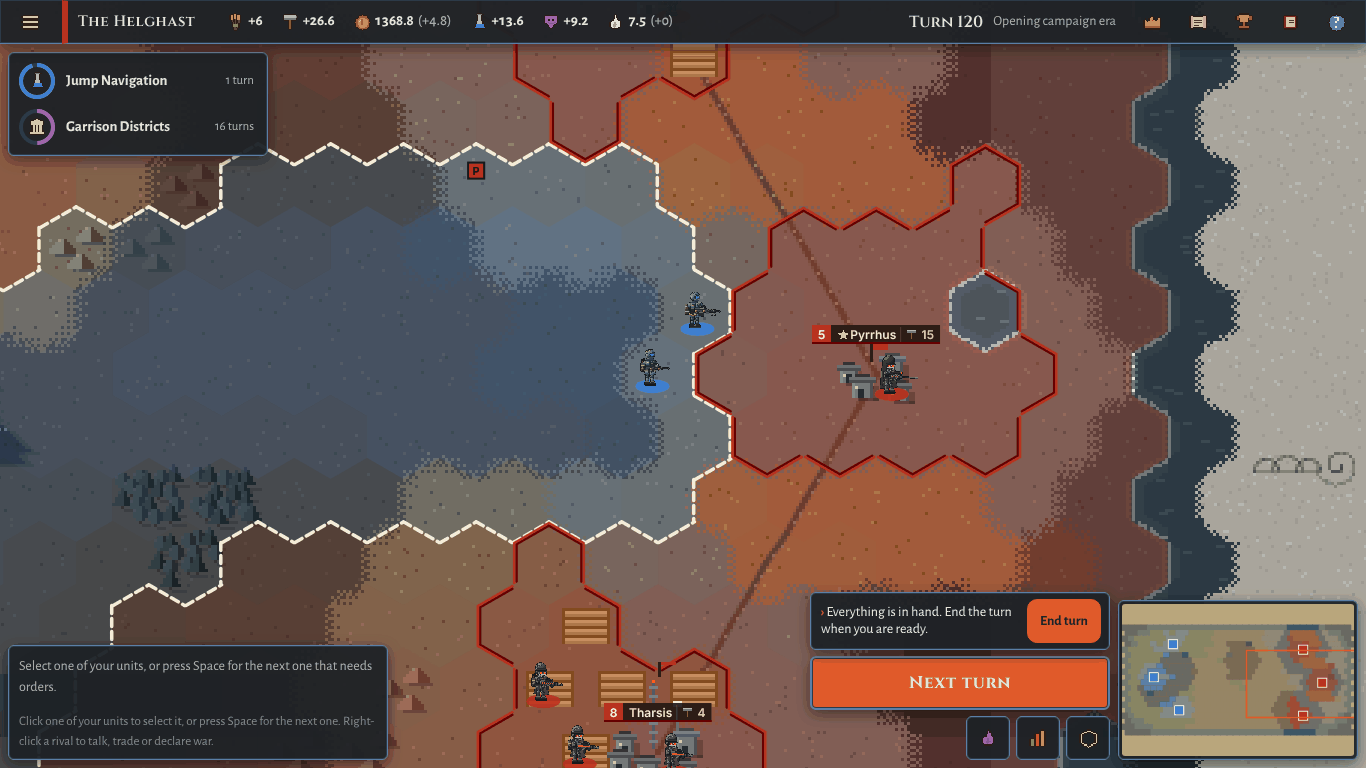 THE HELGHAST
+6
+26.6
1368.8 (+4.8)
+13.6
+9.2
7.5 (+0)
TURN 120
Opening campaign era
?
Jump Navigation
1 turn
Garrison Districts
16 turns
P
5 ★Pyrrhus 15
› Everything is in hand. End the turn
when you are ready.
End turn
NEXT TURN
Select one of your units, or press Space for the next one that needs
orders.
Click one of your units to select it, or press Space for the next one. Right-
click a rival to talk, trade or declare war.
8 Tharsis 4